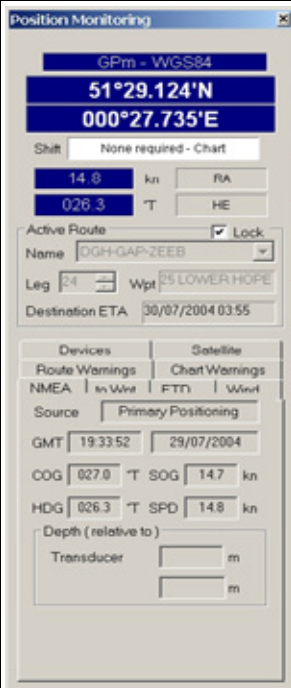 Position Monitoring
GPm - WGS84
51°29.124'N
000°27.735'E
Shift None required - Chart
14.8 kn RA
026.3 °T HE
Active Route Lock
Name DGH-GAP-ZEEB
Leg 24 Wpt 25 LOWER HOPE
Destination ETA 30/07/2004 03:55
Devices Satellite
Route Warnings Chart Warnings
NMEA to Wpt ETD Wind
Source Primary Positioning
GMT 19:33:52 29/07/2004
COG 027.0 °T SOG 14.7 kn
HDG 026.3 °T SPD 14.8 kn
Depth ( relative to )
Transducer m
m